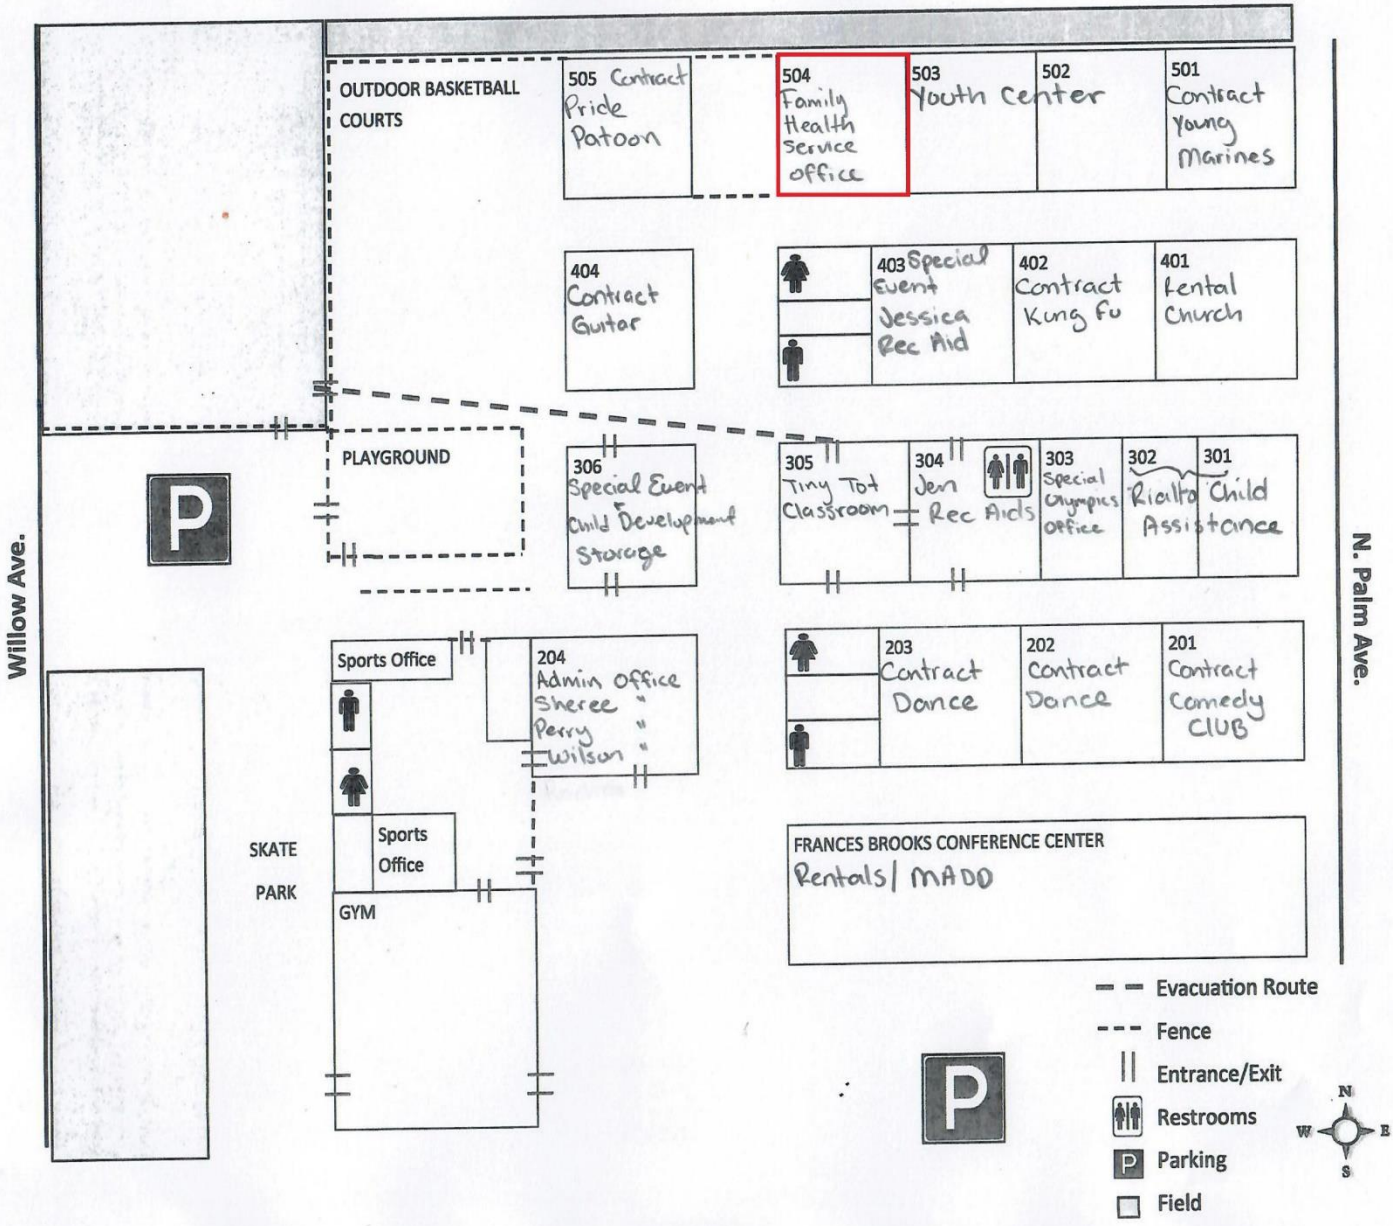 OUTDOOR BASKETBALL
COURTS
505 Contract
Pride
Patoon
504
Family
Health
Service
office
503
Youth Center
502
501
Contract
Young
Marines
404
Contract
Guitar
403 Special
Event
Jessica
Rec Aid
402
Contract
Kung Fu
401
Rental
Church
PLAYGROUND
306
Special Event
Child Development
Storage
305
Tiny Tot
Classroom
304
Jen
Rec Aids
303
Special
Olympics
Office
302 301
Rialto Child
Assistance
P
Willow Ave.
N. Palm Ave.
Sports Office
204
Admin Office
Sheree "
Perry "
Wilson "
203
Contract
Dance
202
Contract
Dance
201
Contract
Comedy
CLUB
Sports
Office
SKATE
PARK
GYM
FRANCES BROOKS CONFERENCE CENTER
Rentals/ MADD
P
Evacuation Route
Fence
Entrance/Exit
Restrooms
P Parking
Field
N
W E
S